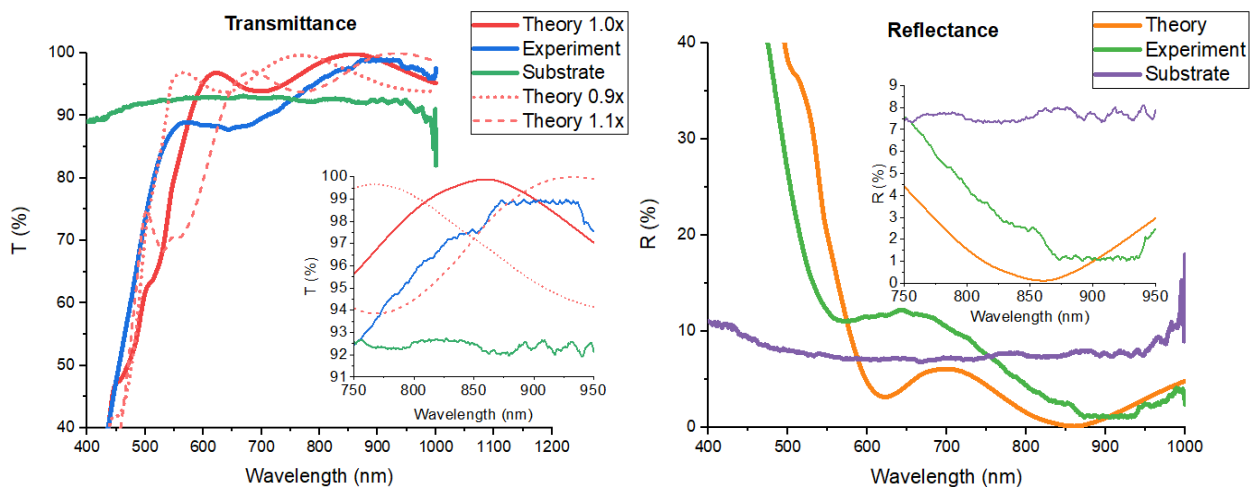 Transmittance
Theory 1.0x
Experiment
Substrate
Theory 0.9x
Theory 1.1x
T (%)
100
90
80
70
60
50
40
400 500 600 700 800 900 1000 1100 1200
Wavelength (nm)
T (%)
100
99
98
97
96
95
94
93
92
91
750 800 850 900 950
Wavelength (nm)
Reflectance
Theory
Experiment
Substrate
R (%)
40
30
20
10
0
400 500 600 700 800 900 1000
Wavelength (nm)
R (%)
9
8
7
6
5
4
3
2
1
0
750 800 850 900 950
Wavelength (nm)